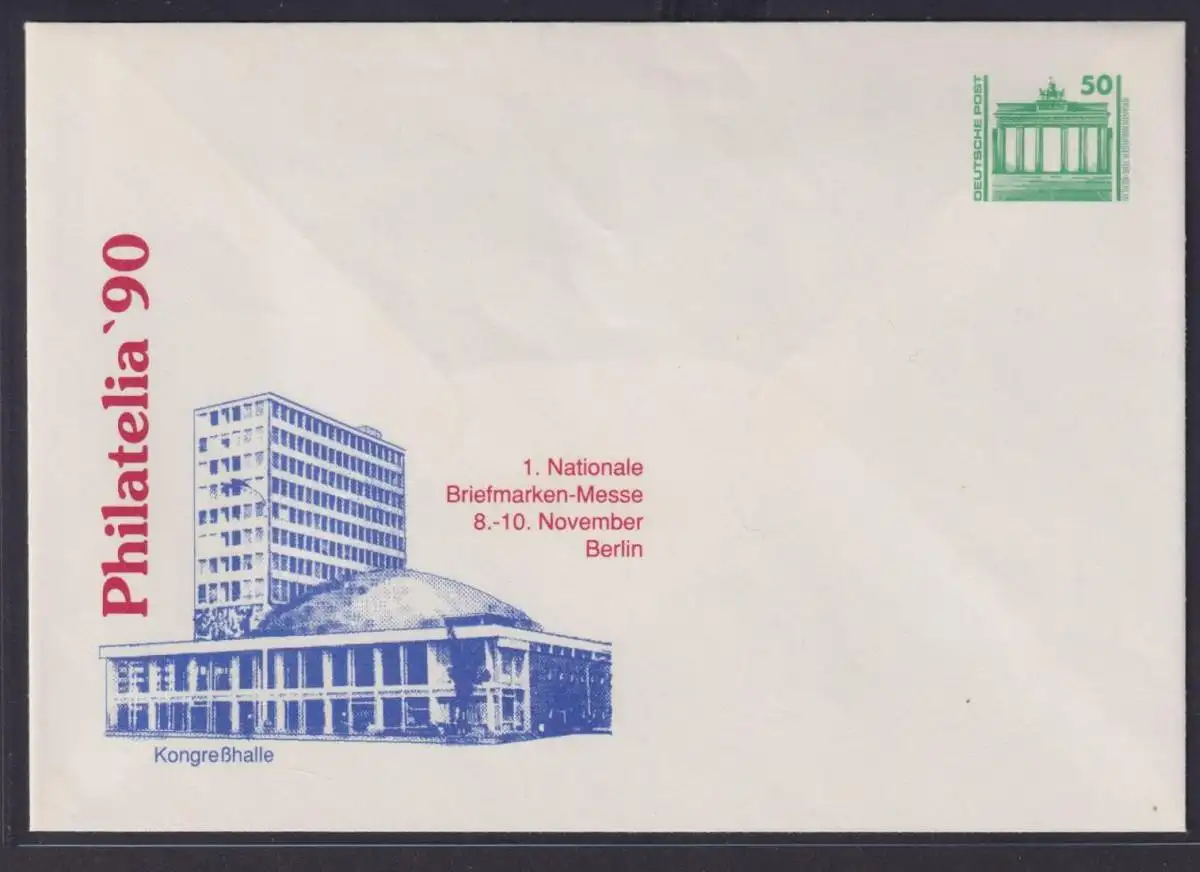 DEUTSCHE POST
50
Philatelia `90
1. Nationale
Briefmarken-Messe
8.-10. November
Berlin
Kongreßhalle